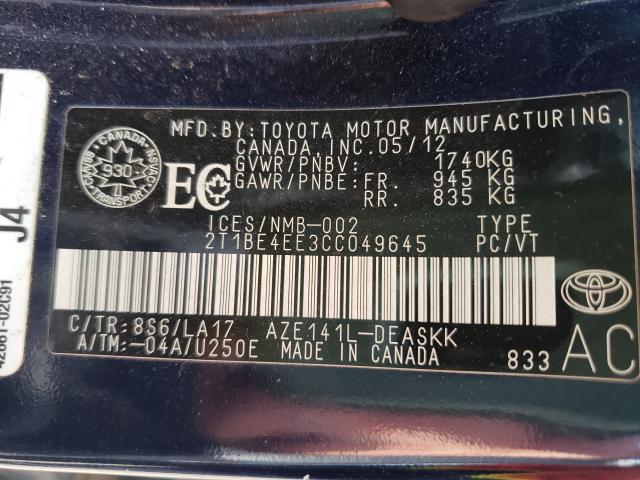 MFD.BY:TOYOTA MOTOR MANUFACTURING,
CANADA,INC.05/12
GVWR/PNBV: 1740KG
GAWR/PNBE:FR. 945 KG
RR. 835 KG
CANADA
930
TRANSPORT
EC
ICES/NMB-002 TYPE
2T1BE4EE3CC049645 PC/VT
C/TR:8S6/LA17 AZE141L-DEASKK
A/TM:-04A/U250E MADE IN CANADA
833
AC
J4
42661-02C91